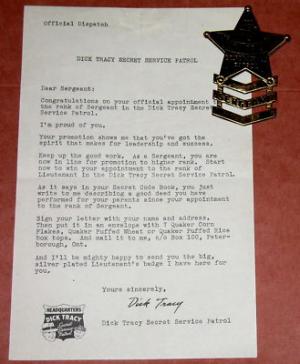 Official Dispatch
DICK TRACY SECRET SERVICE PATROL
Dear Sergeant:
Congratulations on your official appointment
the rank of Sergeant in the Dick Tracy Secret
Service Patrol.
I'm proud of you.
Your promotion shows me that you've got the
spirit that makes for leadership and success.
Keep up the good work. As a Sergeant, you are
now in line for promotion to higher rank. Start
now to win your appointment to the rank of
Lieutenant in the Dick Tracy Secret Service Patrol.
As it says in your Secret Code Book, you just
write to me describing a good deed you have
performed for your parents since your appointment
to the rank of Sergeant.
Sign your letter with your name and address.
Then put it in an envelope with 7 Quaker Corn
Flakes, Quaker Puffed Wheat or Quaker Puffed Rice
box tops. And mail it to me, c/o Box 100, Peter-
borough, Ont.
And I'll be mighty happy to send you the big,
silver plated Lieutenant's badge I have here for
you.
Yours sincerely,
Dick Tracy
Dick Tracy Secret Service Patrol
HEADQUARTERS
DICK TRACY
Secret
Service
Patrol
SERGEANT